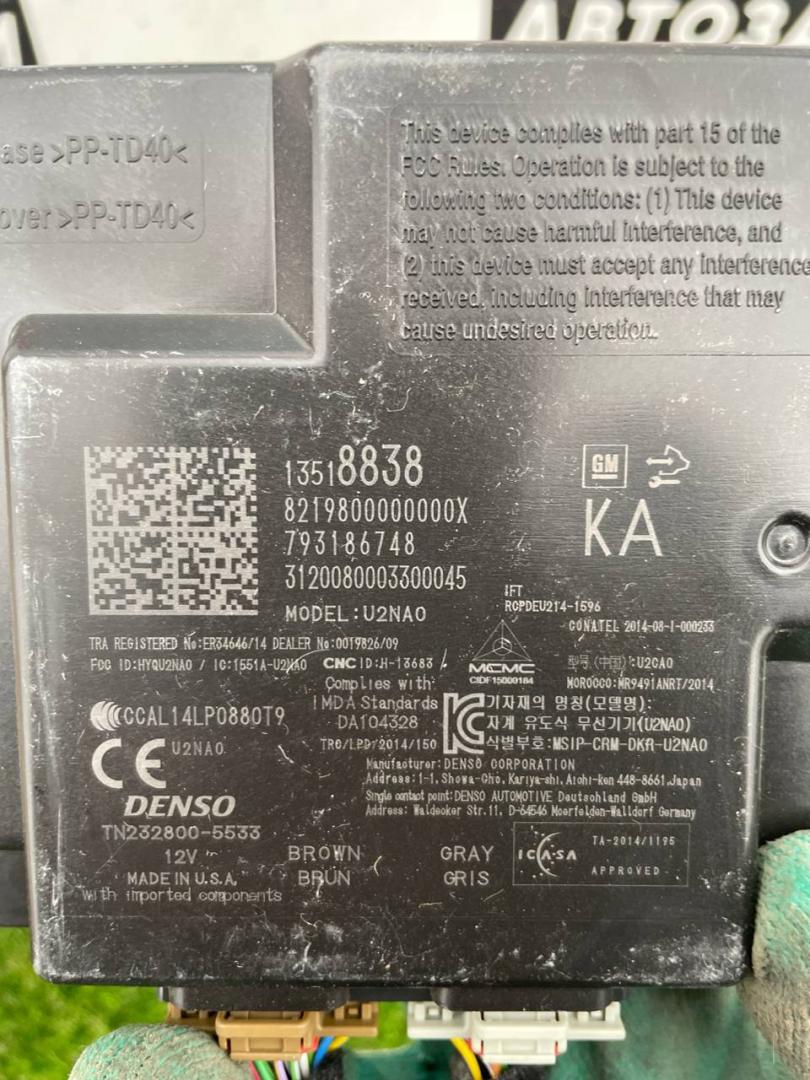 АВТОЗА
ase >PP-TD40<
over >PP-TD40<
This device complies with part 15 of the
FCC Rules. Operation is subject to the
following two conditions: (1) This device
may not cause harmful interference, and
(2) this device must accept any interference
received, including interference that may
cause undesired operation.
13518838
8219800000000X
793186748
3120080003300045
MODEL: U2NA0
GM
KA
IFT
RCPDEU214-1596
CONATEL 2014-08-I-000233
TRA REGISTERED No:ER34646/14 DEALER No:0019826/09
FCC ID:HYQU2NA0 / IC:1551A-U2NA0
CNC ID:H-13683
MCMC
CIDF15000184
型号(中国):U2CA0
MOROCCO:MR9491ANRT/2014
Complies with
IMDA Standards
DA104328
CCAL14LP0880T9
TRC/LPD/2014/150
기자재의 명칭(모델명):
자계 유도식 무선기기(U2NA0)
식별부호:MSIP-CRM-DKR-U2NA0
CE U2NA0
Manufacturer: DENSO CORPORATION
Address: 1-1, Showa-cho, Kariya-shi, Aichi-ken 448-8661, Japan
Single contact point: DENSO AUTOMOTIVE Deutschland GmbH
Address: Waldecker Str. 11, D-64546 Moerfelden-Walldorf Germany
DENSO
TN232800-5533
12V
MADE IN U.S.A.
with imported components
BROWN
BRUN
GRAY
GRIS
ICASA
TA-2014/1195
APPROVED